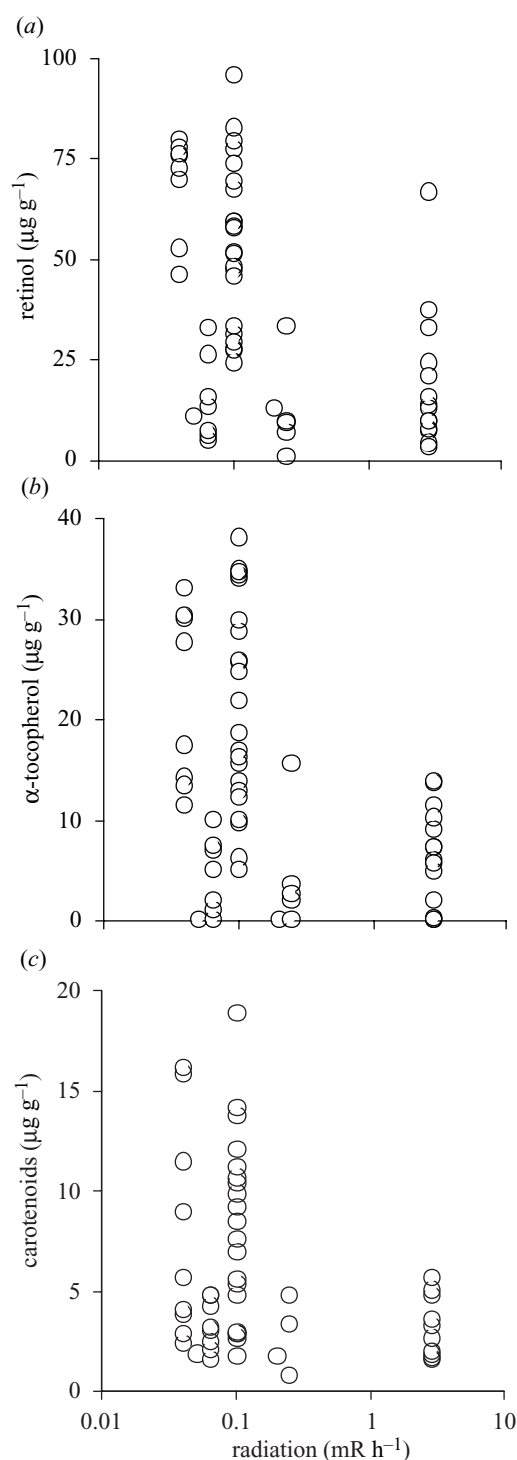 (a)
100
75
50
25
0
retinol (µg g⁻¹)
(b)
40
30
20
10
0
α-tocopherol (µg g⁻¹)
(c)
20
15
10
5
0
carotenoids (µg g⁻¹)
0.01 0.1 1 10
radiation (mR h⁻¹)